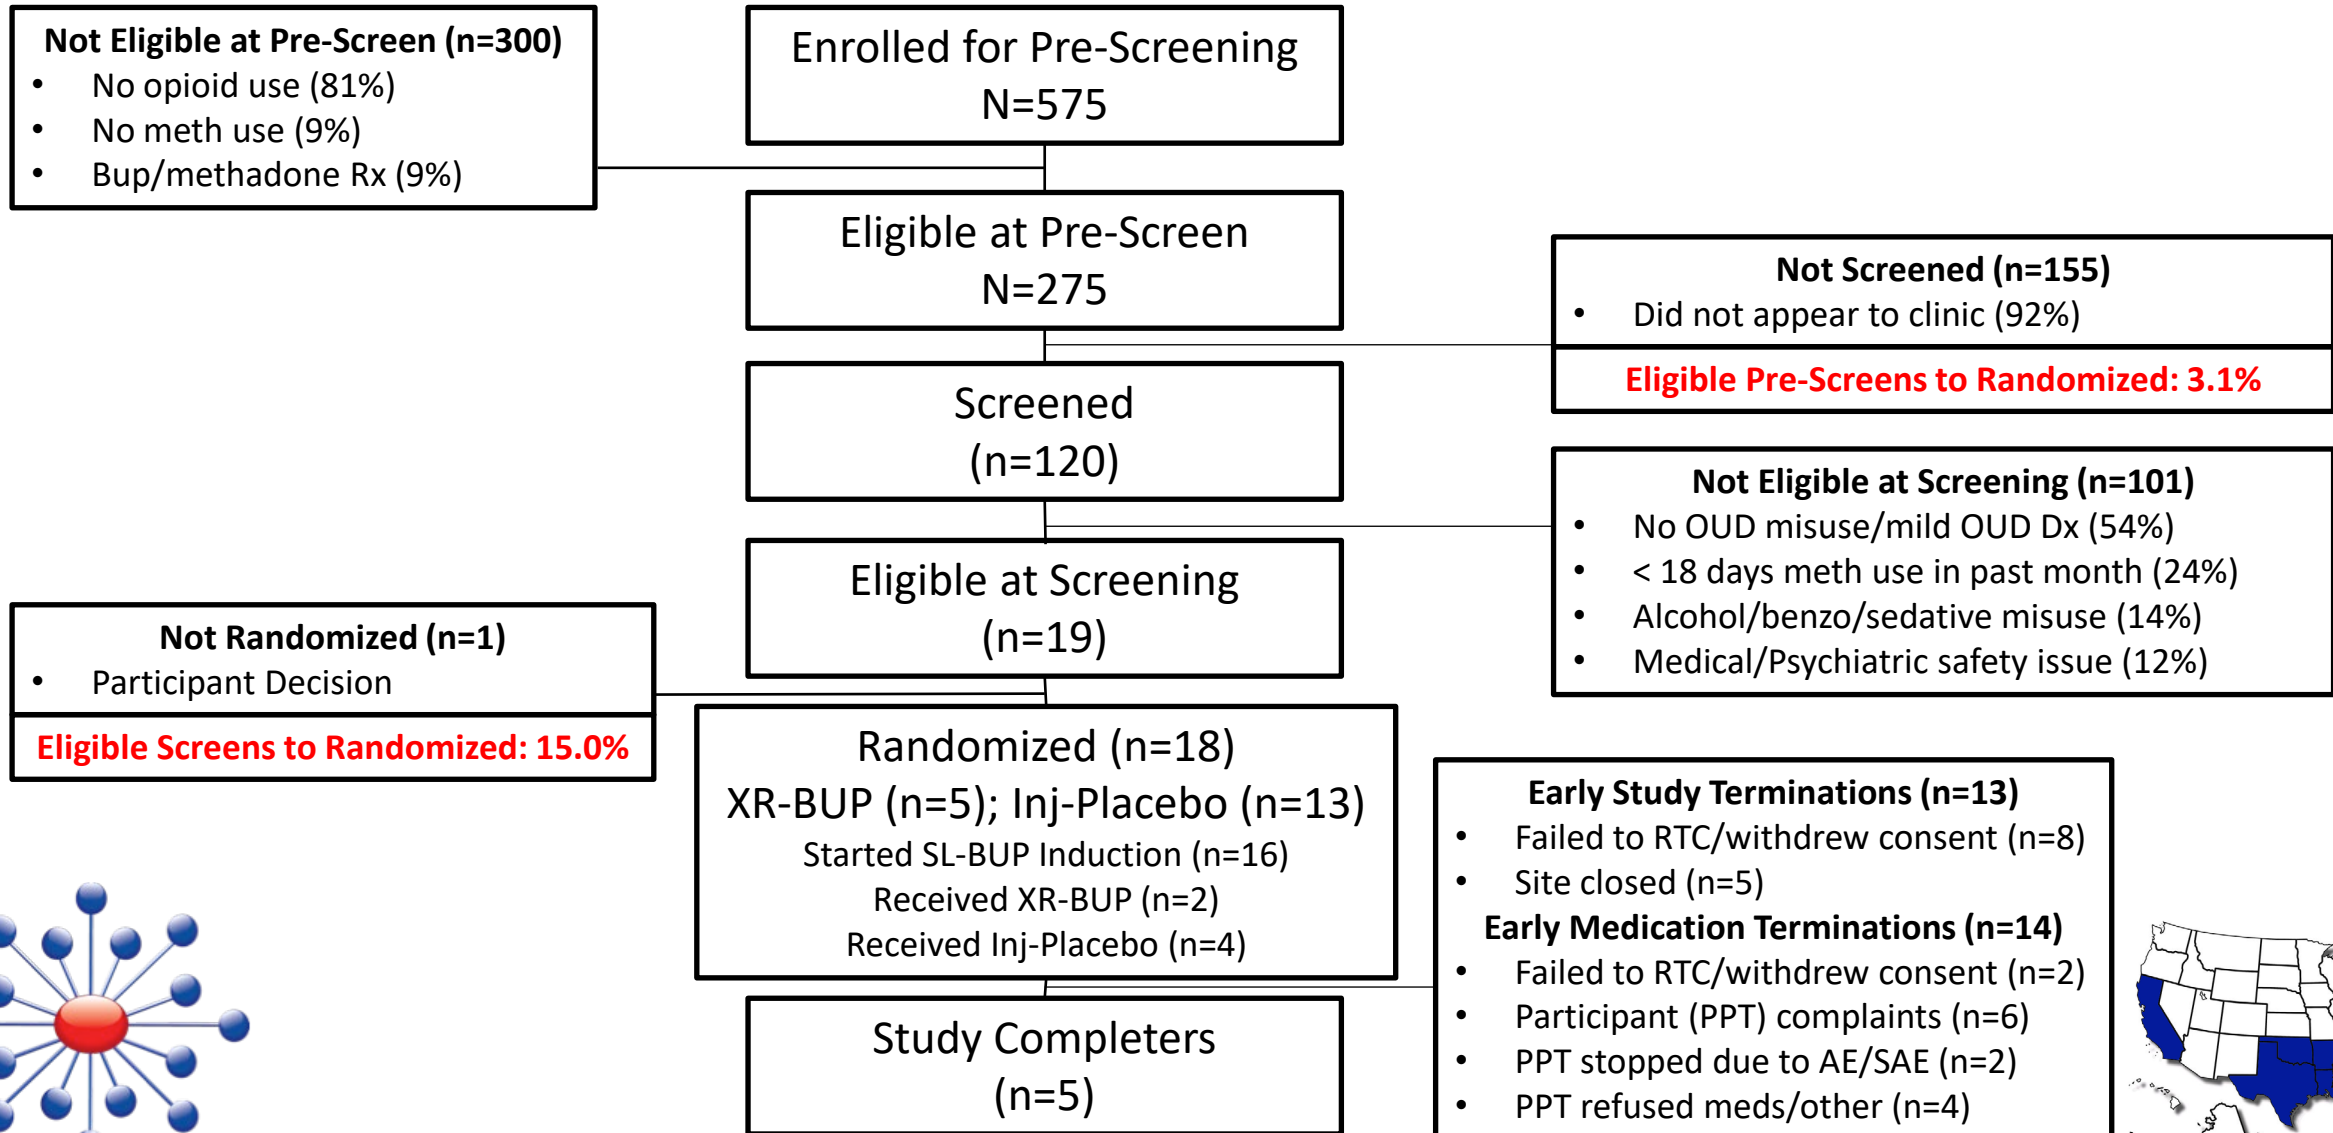 Not Eligible at Pre-Screen (n=300)
• No opioid use (81%)
• No meth use (9%)
• Bup/methadone Rx (9%)
Enrolled for Pre-Screening
N=575
Eligible at Pre-Screen
N=275
Not Screened (n=155)
• Did not appear to clinic (92%)
Eligible Pre-Screens to Randomized: 3.1%
Screened
(n=120)
Not Eligible at Screening (n=101)
• No OUD misuse/mild OUD Dx (54%)
• < 18 days meth use in past month (24%)
• Alcohol/benzo/sedative misuse (14%)
• Medical/Psychiatric safety issue (12%)
Eligible at Screening
(n=19)
Not Randomized (n=1)
• Participant Decision
Eligible Screens to Randomized: 15.0%
Randomized (n=18)
XR-BUP (n=5); Inj-Placebo (n=13)
Started SL-BUP Induction (n=16)
Received XR-BUP (n=2)
Received Inj-Placebo (n=4)
Early Study Terminations (n=13)
• Failed to RTC/withdrew consent (n=8)
• Site closed (n=5)
Early Medication Terminations (n=14)
• Failed to RTC/withdrew consent (n=2)
• Participant (PPT) complaints (n=6)
• PPT stopped due to AE/SAE (n=2)
• PPT refused meds/other (n=4)
Study Completers
(n=5)